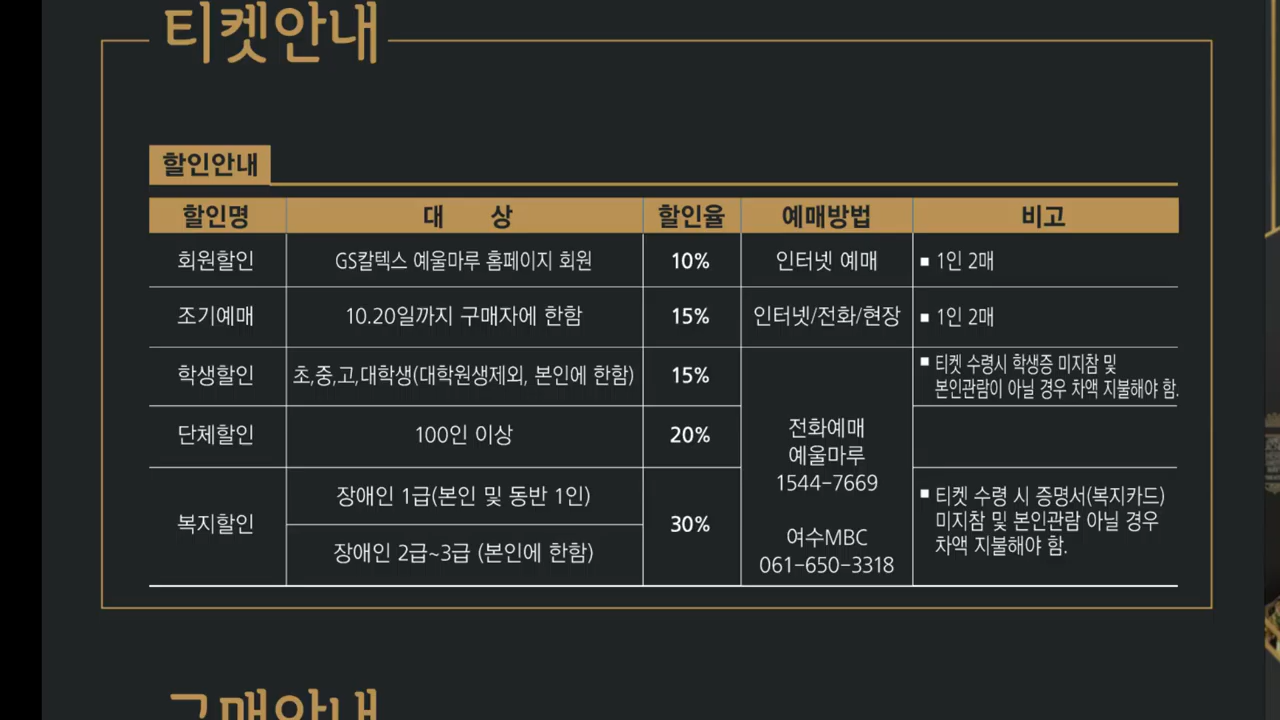 티켓안내
할인안내
할인명 대 상 할인율 예매방법 비고
회원할인 GS칼텍스 예울마루 홈페이지 회원 10% 인터넷 예매 ■ 1인 2매
조기예매 10.20일까지 구매자에 한함 15% 인터넷/전화/현장 ■ 1인 2매
학생할인 초,중,고,대학생(대학원생제외, 본인에 한함) 15%
■ 티켓 수령시 학생증 미지참 및
본인관람이 아닐 경우 차액 지불해야 함.
단체할인 100인 이상 20%
전화예매
예울마루
1544-7669
여수MBC
061-650-3318
복지할인
장애인 1급(본인 및 동반 1인)
장애인 2급~3급 (본인에 한함)
30%
■ 티켓 수령 시 증명서(복지카드)
미지참 및 본인관람 아닐 경우
차액 지불해야 함.
구매안내